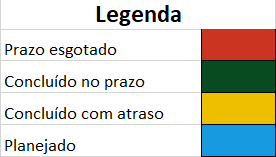 Legenda
Prazo esgotado
Concluído no prazo
Concluído com atraso
Planejado